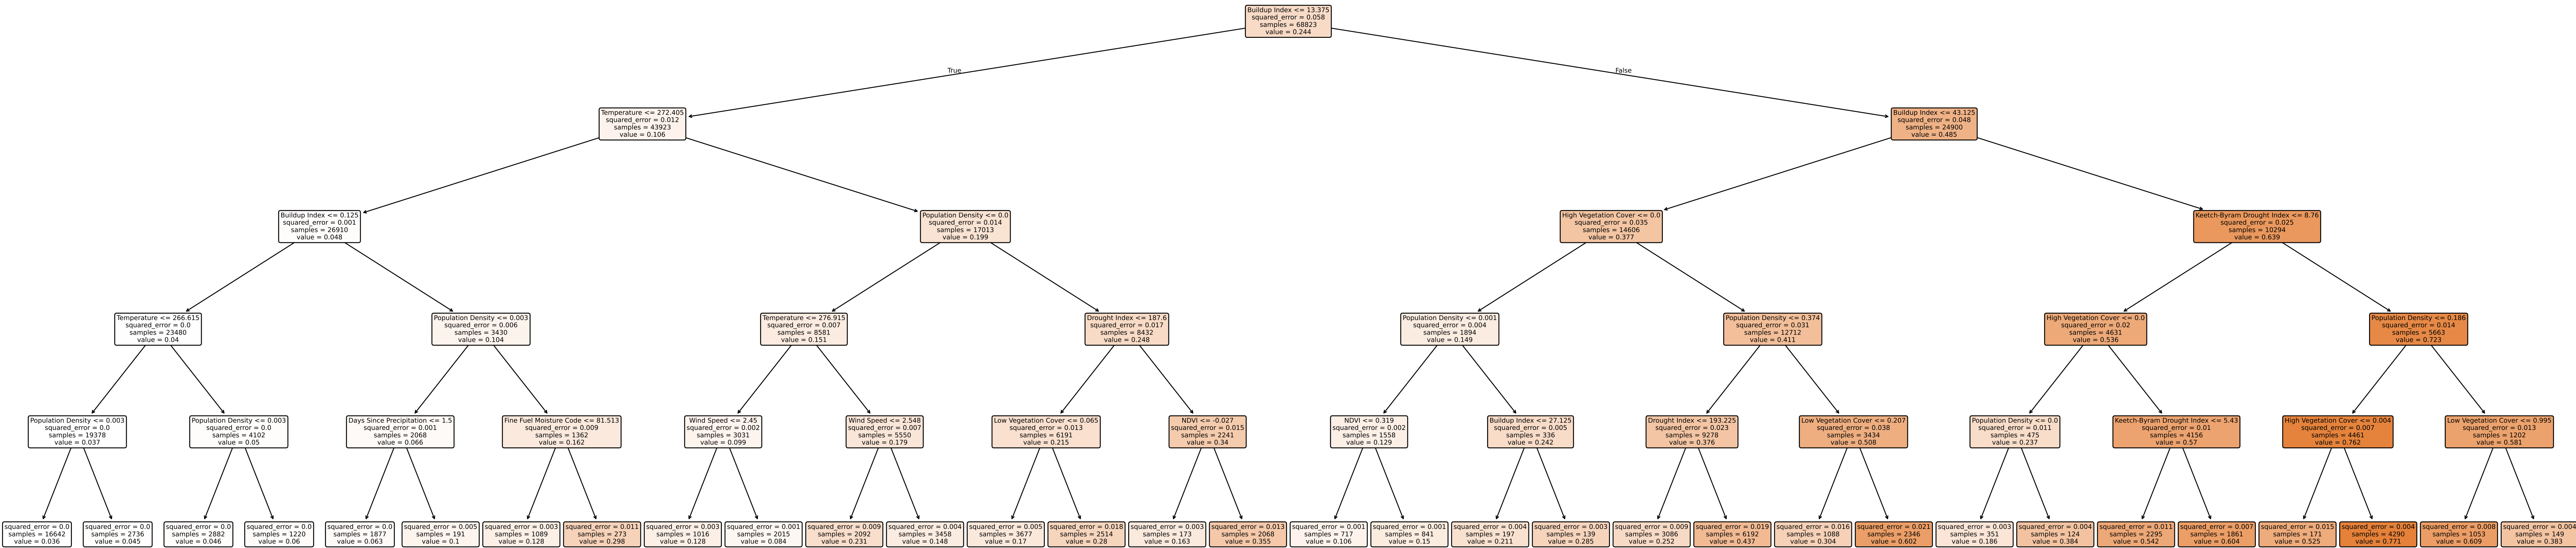 Buildup Index <= 13.375
squared_error = 0.058
samples = 68823
value = 0.244
True
False
Temperature <= 272.405
squared_error = 0.012
samples = 43923
value = 0.106
Buildup Index <= 43.125
squared_error = 0.048
samples = 24900
value = 0.485
Buildup Index <= 0.125
squared_error = 0.001
samples = 26910
value = 0.048
Population Density <= 0.0
squared_error = 0.014
samples = 17013
value = 0.199
High Vegetation Cover <= 0.0
squared_error = 0.035
samples = 14606
value = 0.377
Keetch-Byram Drought Index <= 8.76
squared_error = 0.025
samples = 10294
value = 0.639
Temperature <= 266.615
squared_error = 0.0
samples = 23480
value = 0.04
Population Density <= 0.003
squared_error = 0.006
samples = 3430
value = 0.104
Temperature <= 276.915
squared_error = 0.007
samples = 8581
value = 0.151
Drought Index <= 187.6
squared_error = 0.017
samples = 8432
value = 0.248
Population Density <= 0.001
squared_error = 0.004
samples = 1894
value = 0.149
Population Density <= 0.374
squared_error = 0.031
samples = 12712
value = 0.411
High Vegetation Cover <= 0.0
squared_error = 0.02
samples = 4631
value = 0.536
Population Density <= 0.186
squared_error = 0.014
samples = 5663
value = 0.723
Population Density <= 0.003
squared_error = 0.0
samples = 19378
value = 0.037
Population Density <= 0.003
squared_error = 0.0
samples = 4102
value = 0.05
Days Since Precipitation <= 1.5
squared_error = 0.001
samples = 2068
value = 0.066
Fine Fuel Moisture Code <= 81.513
squared_error = 0.009
samples = 1362
value = 0.162
Wind Speed <= 2.45
squared_error = 0.002
samples = 3031
value = 0.099
Wind Speed <= 2.548
squared_error = 0.007
samples = 5550
value = 0.179
Low Vegetation Cover <= 0.065
squared_error = 0.013
samples = 6191
value = 0.215
NDVI <= -0.027
squared_error = 0.015
samples = 2241
value = 0.34
NDVI <= 0.319
squared_error = 0.002
samples = 1558
value = 0.129
Buildup Index <= 27.125
squared_error = 0.005
samples = 336
value = 0.242
Drought Index <= 193.225
squared_error = 0.023
samples = 9278
value = 0.376
Low Vegetation Cover <= 0.207
squared_error = 0.038
samples = 3434
value = 0.508
Population Density <= 0.0
squared_error = 0.011
samples = 475
value = 0.237
Keetch-Byram Drought Index <= 5.43
squared_error = 0.01
samples = 4156
value = 0.57
High Vegetation Cover <= 0.004
squared_error = 0.007
samples = 4461
value = 0.762
Low Vegetation Cover <= 0.995
squared_error = 0.013
samples = 1202
value = 0.581
squared_error = 0.0
samples = 16642
value = 0.036
squared_error = 0.0
samples = 2736
value = 0.045
squared_error = 0.0
samples = 2882
value = 0.046
squared_error = 0.0
samples = 1220
value = 0.06
squared_error = 0.0
samples = 1877
value = 0.063
squared_error = 0.005
samples = 191
value = 0.1
squared_error = 0.003
samples = 1089
value = 0.128
squared_error = 0.011
samples = 273
value = 0.298
squared_error = 0.003
samples = 1016
value = 0.128
squared_error = 0.001
samples = 2015
value = 0.084
squared_error = 0.009
samples = 2092
value = 0.231
squared_error = 0.004
samples = 3458
value = 0.148
squared_error = 0.005
samples = 3677
value = 0.17
squared_error = 0.018
samples = 2514
value = 0.28
squared_error = 0.003
samples = 173
value = 0.163
squared_error = 0.013
samples = 2068
value = 0.355
squared_error = 0.001
samples = 717
value = 0.106
squared_error = 0.001
samples = 841
value = 0.15
squared_error = 0.004
samples = 197
value = 0.211
squared_error = 0.003
samples = 139
value = 0.285
squared_error = 0.009
samples = 3086
value = 0.252
squared_error = 0.019
samples = 6192
value = 0.437
squared_error = 0.016
samples = 1088
value = 0.304
squared_error = 0.021
samples = 2346
value = 0.602
squared_error = 0.003
samples = 351
value = 0.186
squared_error = 0.004
samples = 124
value = 0.384
squared_error = 0.011
samples = 2295
value = 0.542
squared_error = 0.007
samples = 1861
value = 0.604
squared_error = 0.015
samples = 171
value = 0.525
squared_error = 0.004
samples = 4290
value = 0.771
squared_error = 0.008
samples = 1053
value = 0.609
squared_error = 0.004
samples = 149
value = 0.383